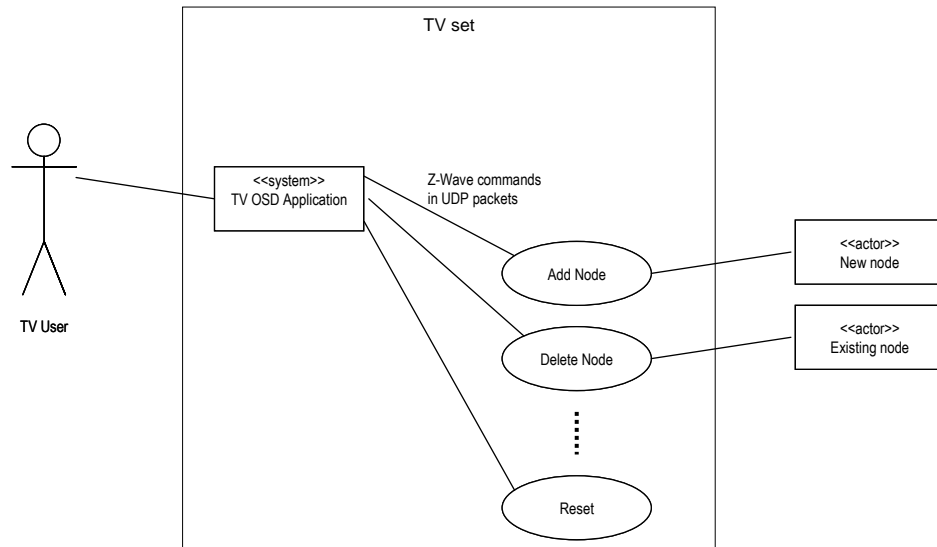 TV set
<<system>>
TV OSD Application
Z-Wave commands
in UDP packets
Add Node
<<actor>>
New node
TV User
Delete Node
<<actor>>
Existing node
Reset